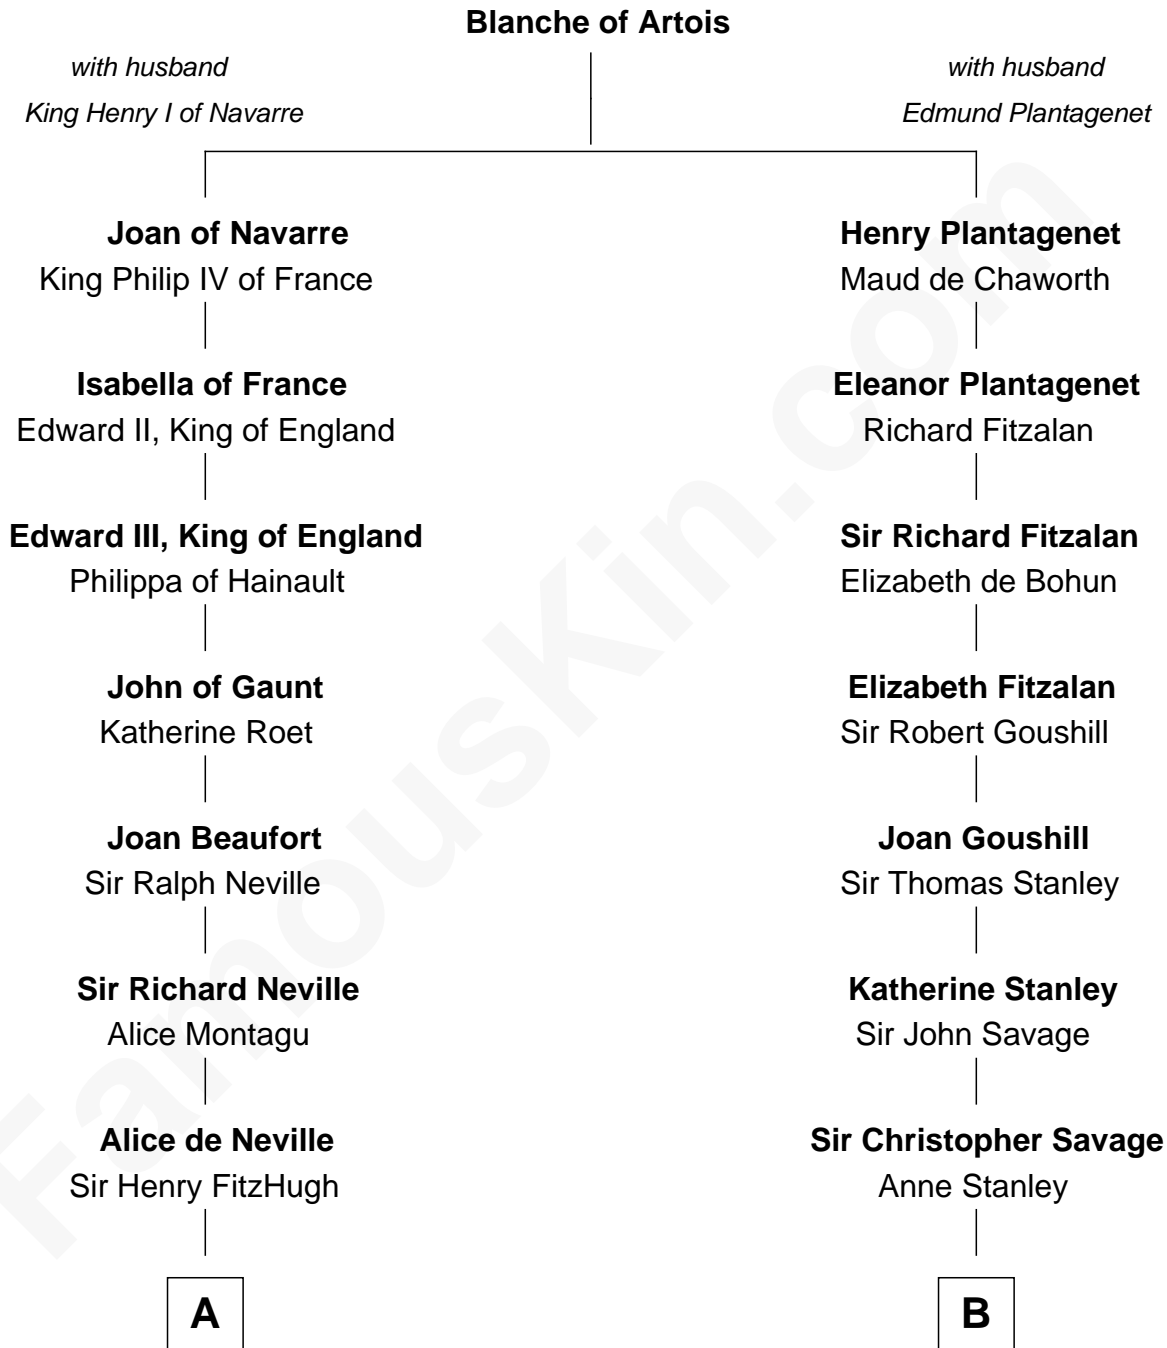 Blanche of Artois
with husband
King Henry I of Navarre
with husband
Edmund Plantagenet
Joan of Navarre
King Philip IV of France
Henry Plantagenet
Maud de Chaworth
Isabella of France
Edward II, King of England
Eleanor Plantagenet
Richard Fitzalan
Edward III, King of England
Philippa of Hainault
Sir Richard Fitzalan
Elizabeth de Bohun
John of Gaunt
Katherine Roet
Elizabeth Fitzalan
Sir Robert Goushill
Joan Beaufort
Sir Ralph Neville
Joan Goushill
Sir Thomas Stanley
Sir Richard Neville
Alice Montagu
Katherine Stanley
Sir John Savage
Alice de Neville
Sir Henry FitzHugh
Sir Christopher Savage
Anne Stanley
A
B
FamousKin.com